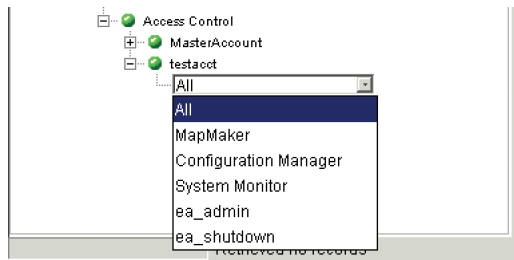 Access Control
MasterAccount
testacct
All
All
MapMaker
Configuration Manager
System Monitor
ea_admin
ea_shutdown
Retrieved no records